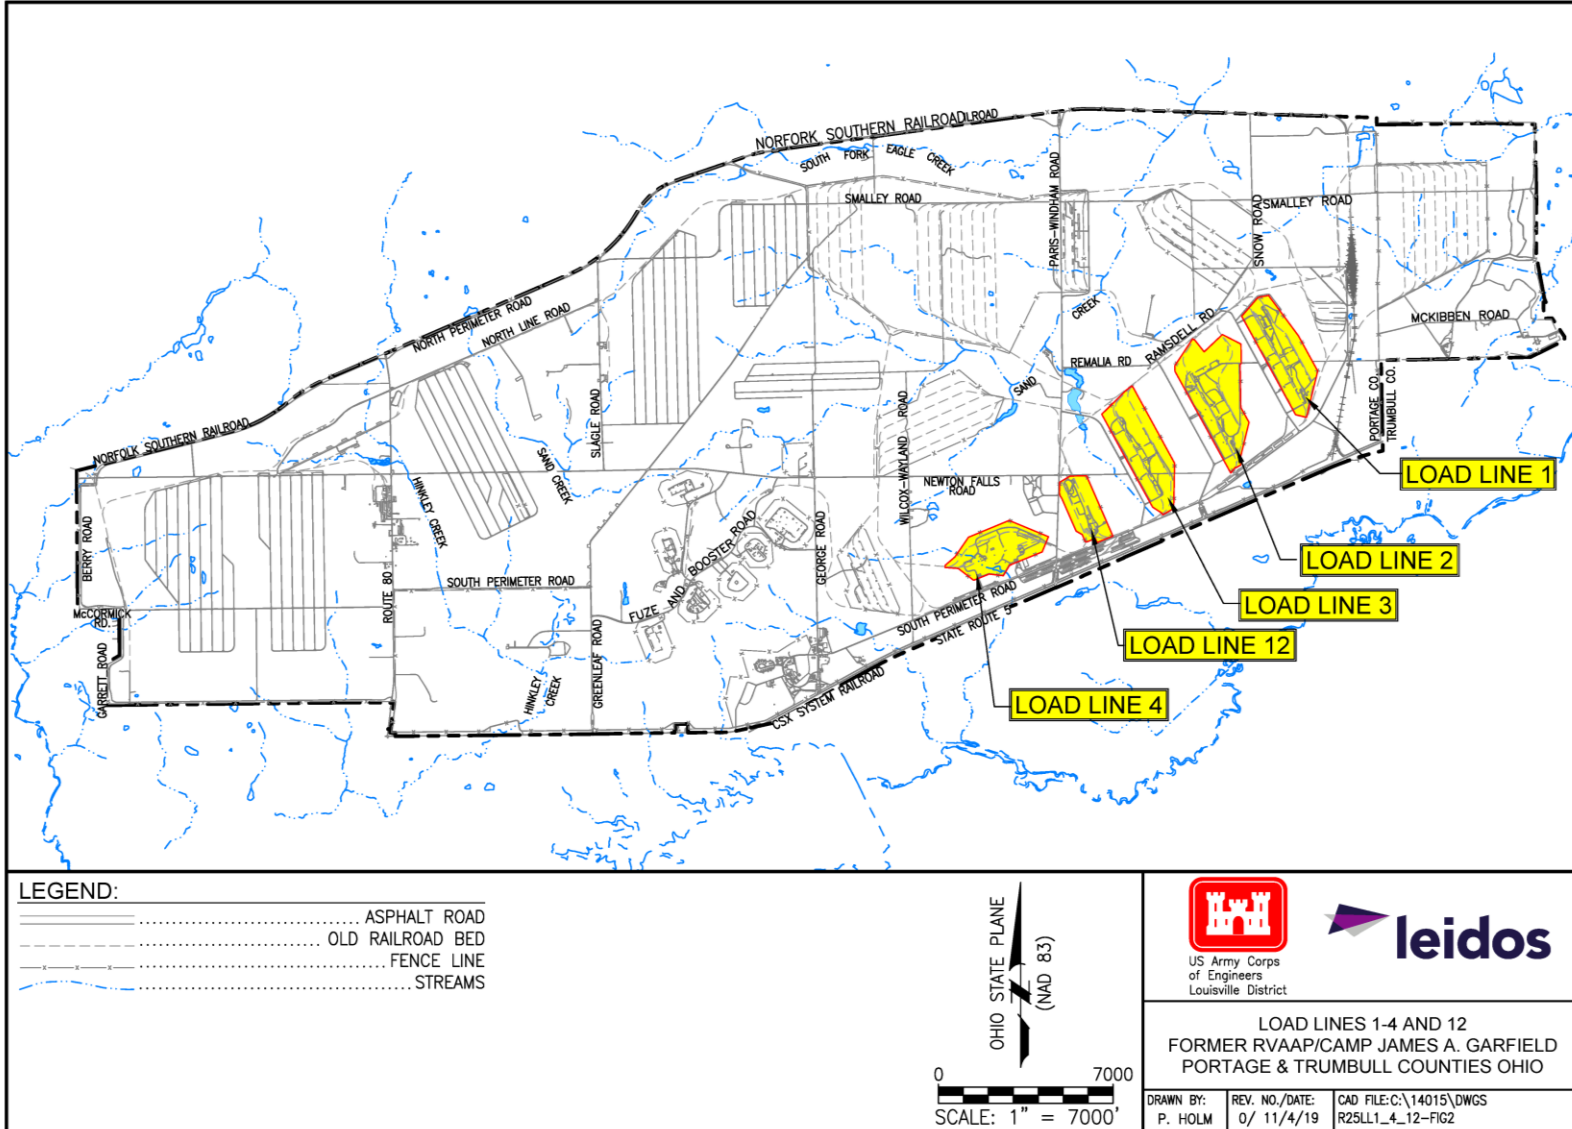 NORFORK SOUTHERN RAILROAD
LROAD
SOUTH FORK EAGLE CREEK
SMALLEY ROAD
PARIS-WINDHAM ROAD
SNOW ROAD
SMALLEY ROAD
NORTH PERIMETER ROAD
NORTH LINE ROAD
CREEK
RAMSDELL RD
MCKIBBEN ROAD
REMALIA RD
SAND
SLAGLE ROAD
WILCOX-WAYLAND ROAD
PORTAGE CO.
TRUMBULL CO.
NORFOLK SOUTHERN RAILROAD
SAND CREEK
HINKLEY CREEK
NEWTON FALLS
ROAD
LOAD LINE 1
BERRY ROAD
ROUTE 80
FUZE AND BOOSTER ROAD
GEORGE ROAD
LOAD LINE 2
SOUTH PERIMETER ROAD
SOUTH PERIMETER ROAD
STATE ROUTE 5
LOAD LINE 3
McCORMICK
RD.
GARRETT ROAD
GREENLEAF ROAD
HINKLEY
CREEK
LOAD LINE 12
CSX SYSTEM RAILROAD
LOAD LINE 4
LEGEND:
ASPHALT ROAD
OLD RAILROAD BED
FENCE LINE
STREAMS
OHIO STATE PLANE
(NAD 83)
0 7000
SCALE: 1" = 7000'
US Army Corps
of Engineers
Louisville District
leidos
LOAD LINES 1-4 AND 12
FORMER RVAAP/CAMP JAMES A. GARFIELD
PORTAGE & TRUMBULL COUNTIES OHIO
DRAWN BY:
P. HOLM
REV. NO./DATE:
0/ 11/4/19
CAD FILE:C:\14015\DWGS
R25LL1_4_12-FIG2